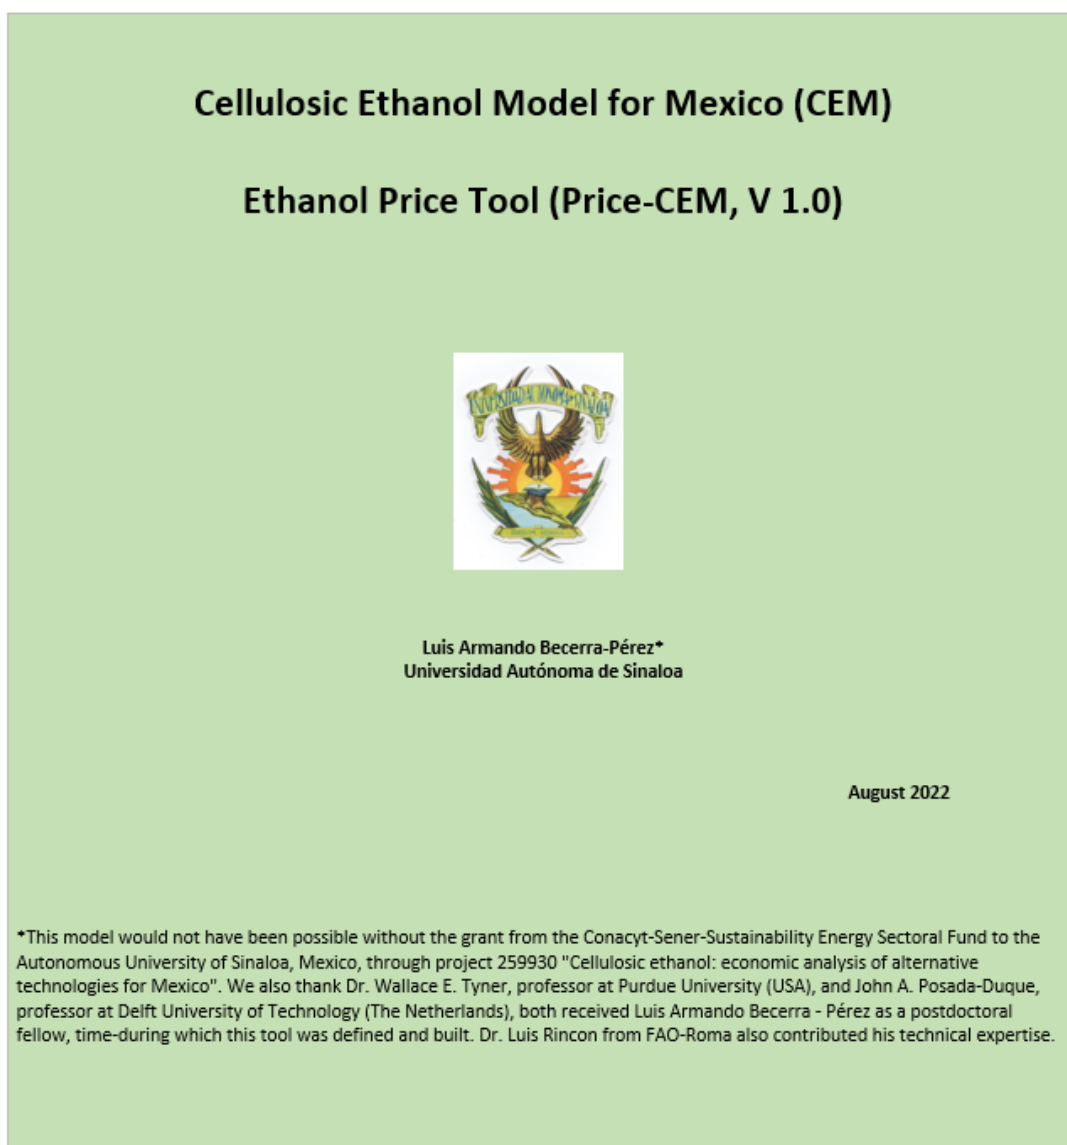 Cellulosic Ethanol Model for Mexico (CEM)
Ethanol Price Tool (Price-CEM, V 1.0)
Luis Armando Becerra-Pérez*
Universidad Autónoma de Sinaloa
August 2022
*This model would not have been possible without the grant from the Conacyt-Sener-Sustainability Energy Sectoral Fund to the
Autonomous University of Sinaloa, Mexico, through project 259930 "Cellulosic ethanol: economic analysis of alternative
technologies for Mexico". We also thank Dr. Wallace E. Tyner, professor at Purdue University (USA), and John A. Posada-Duque,
professor at Delft University of Technology (The Netherlands), both received Luis Armando Becerra - Pérez as a postdoctoral
fellow, time-during which this tool was defined and built. Dr. Luis Rincon from FAO-Roma also contributed his technical expertise.